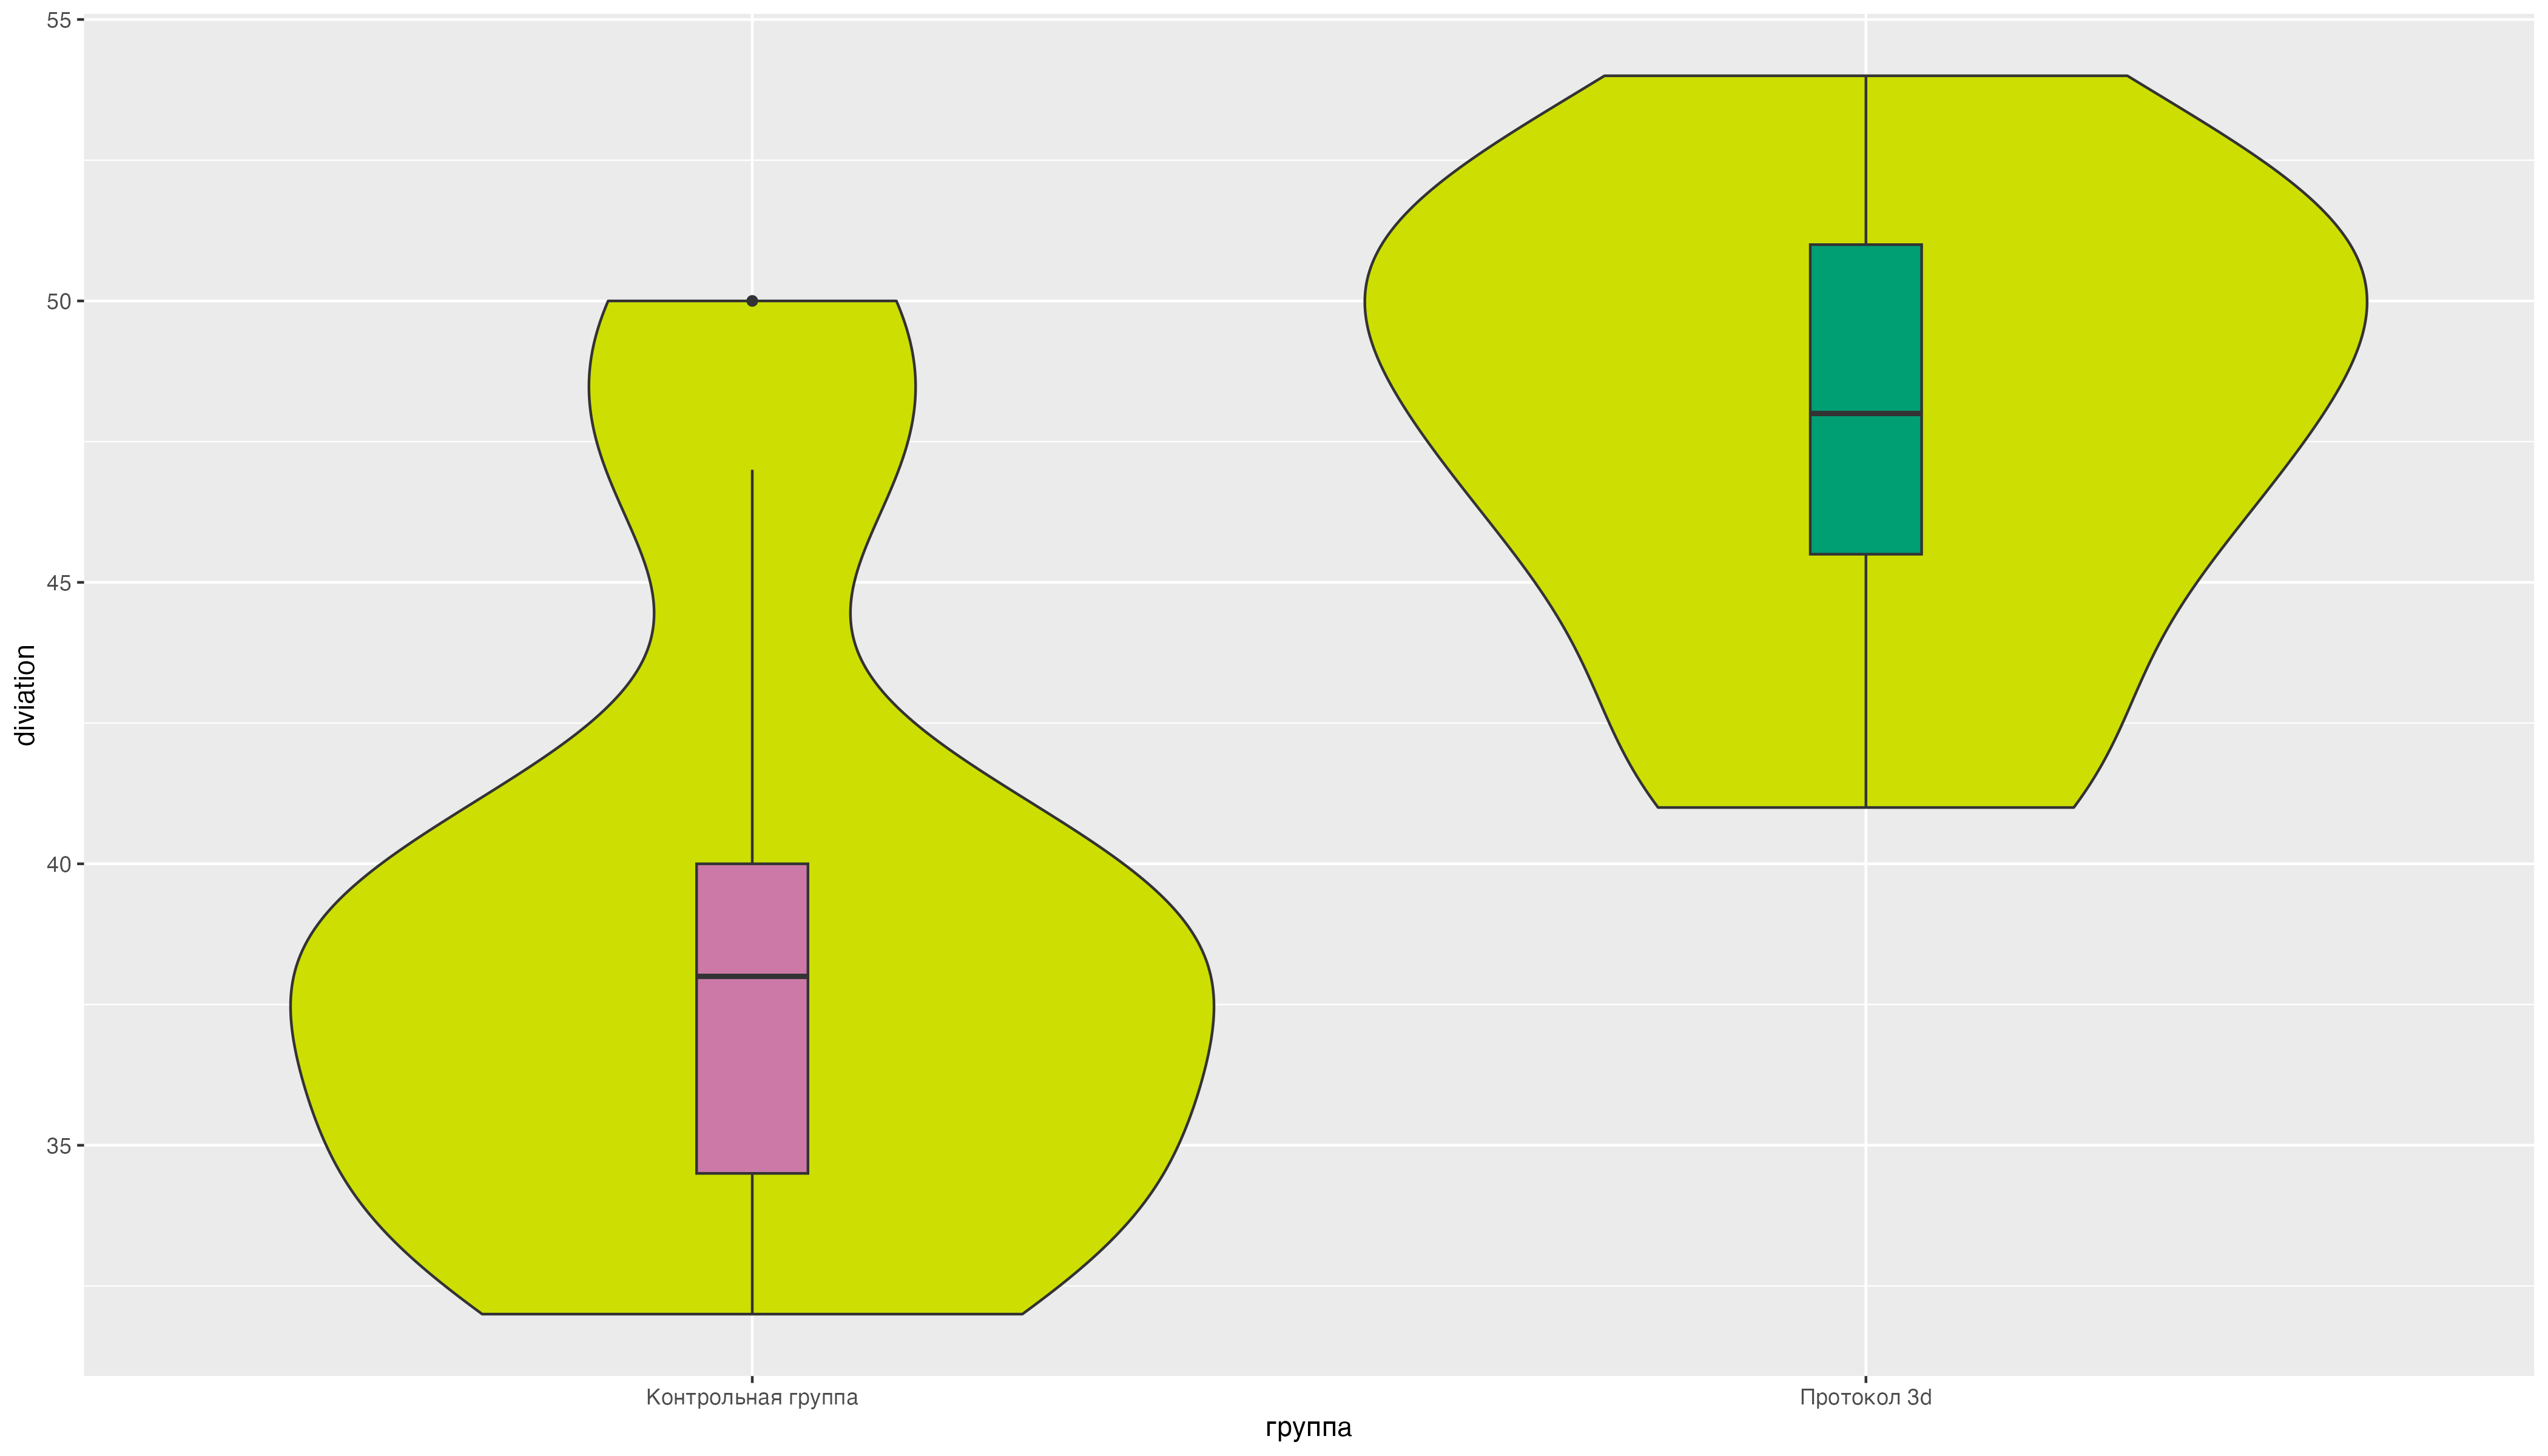 55
50
45
40
35
diviation
Контрольная группа
Протокол 3d
группа